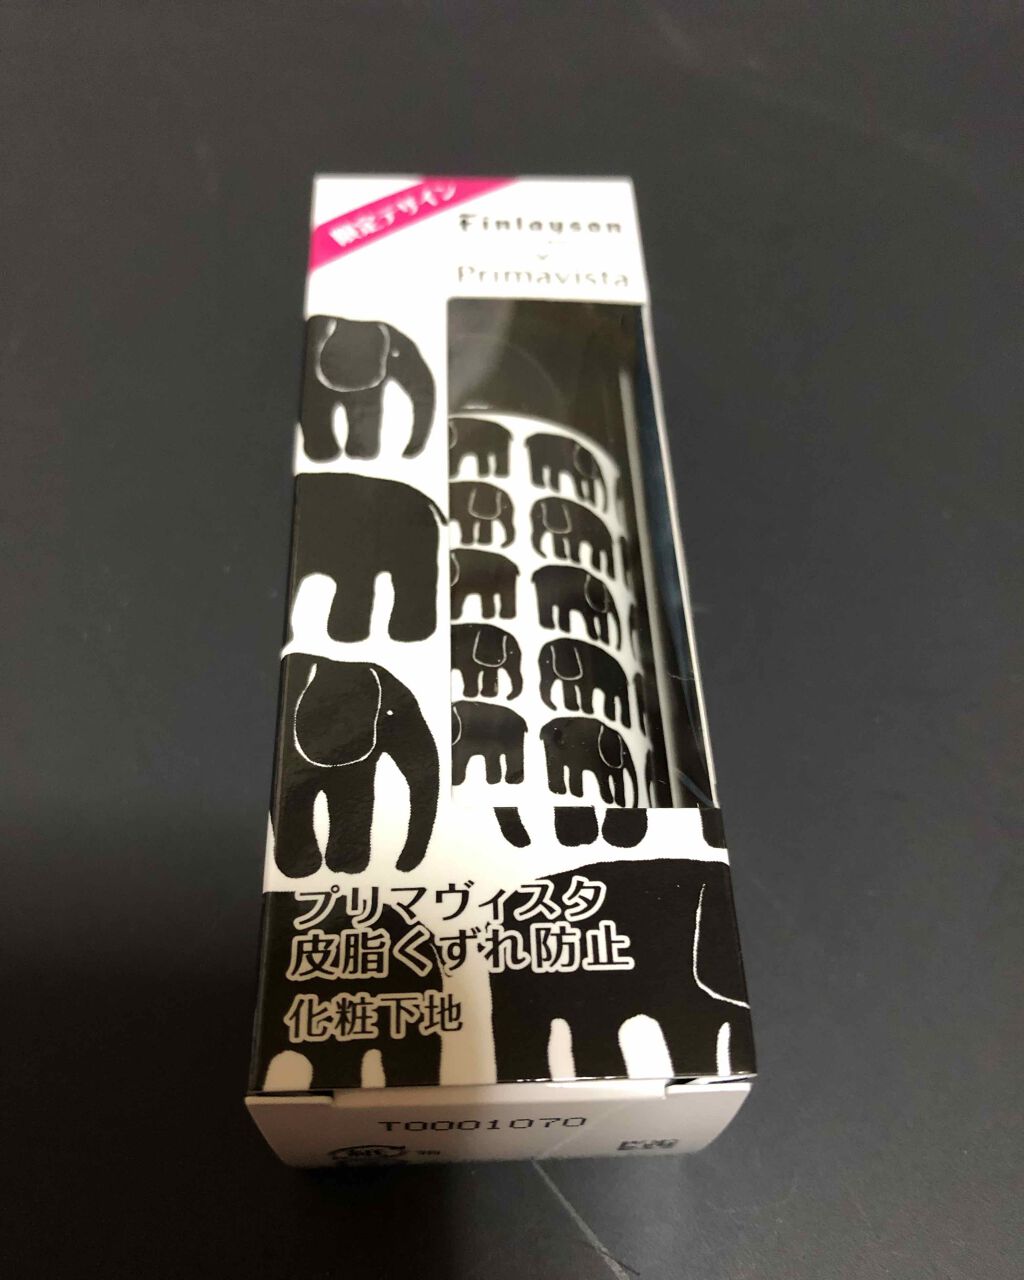 限定デザイン
Finlayson
×
Primavista
プリマヴィスタ
皮脂くずれ防止
化粧下地
T0001070